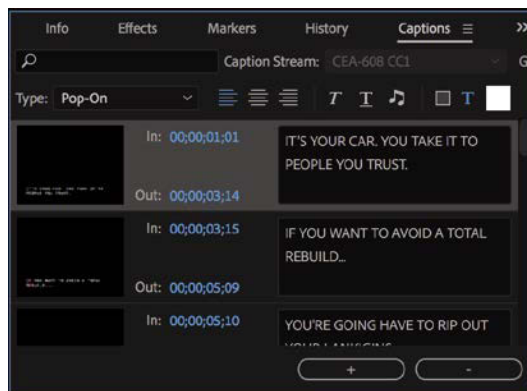 Info Effects Markers History Captions
Caption Stream: CEA-608 CC1 G
Type: Pop-On T T T
In: 00;00;01;01
IT'S YOUR CAR. YOU TAKE IT TO
PEOPLE YOU TRUST.
Out: 00;00;03;14
In: 00;00;03;15
IF YOU WANT TO AVOID A TOTAL
REBUILD...
Out: 00;00;05;09
In: 00;00;05;10
YOU'RE GOING HAVE TO RIP OUT
YOUR
+ -